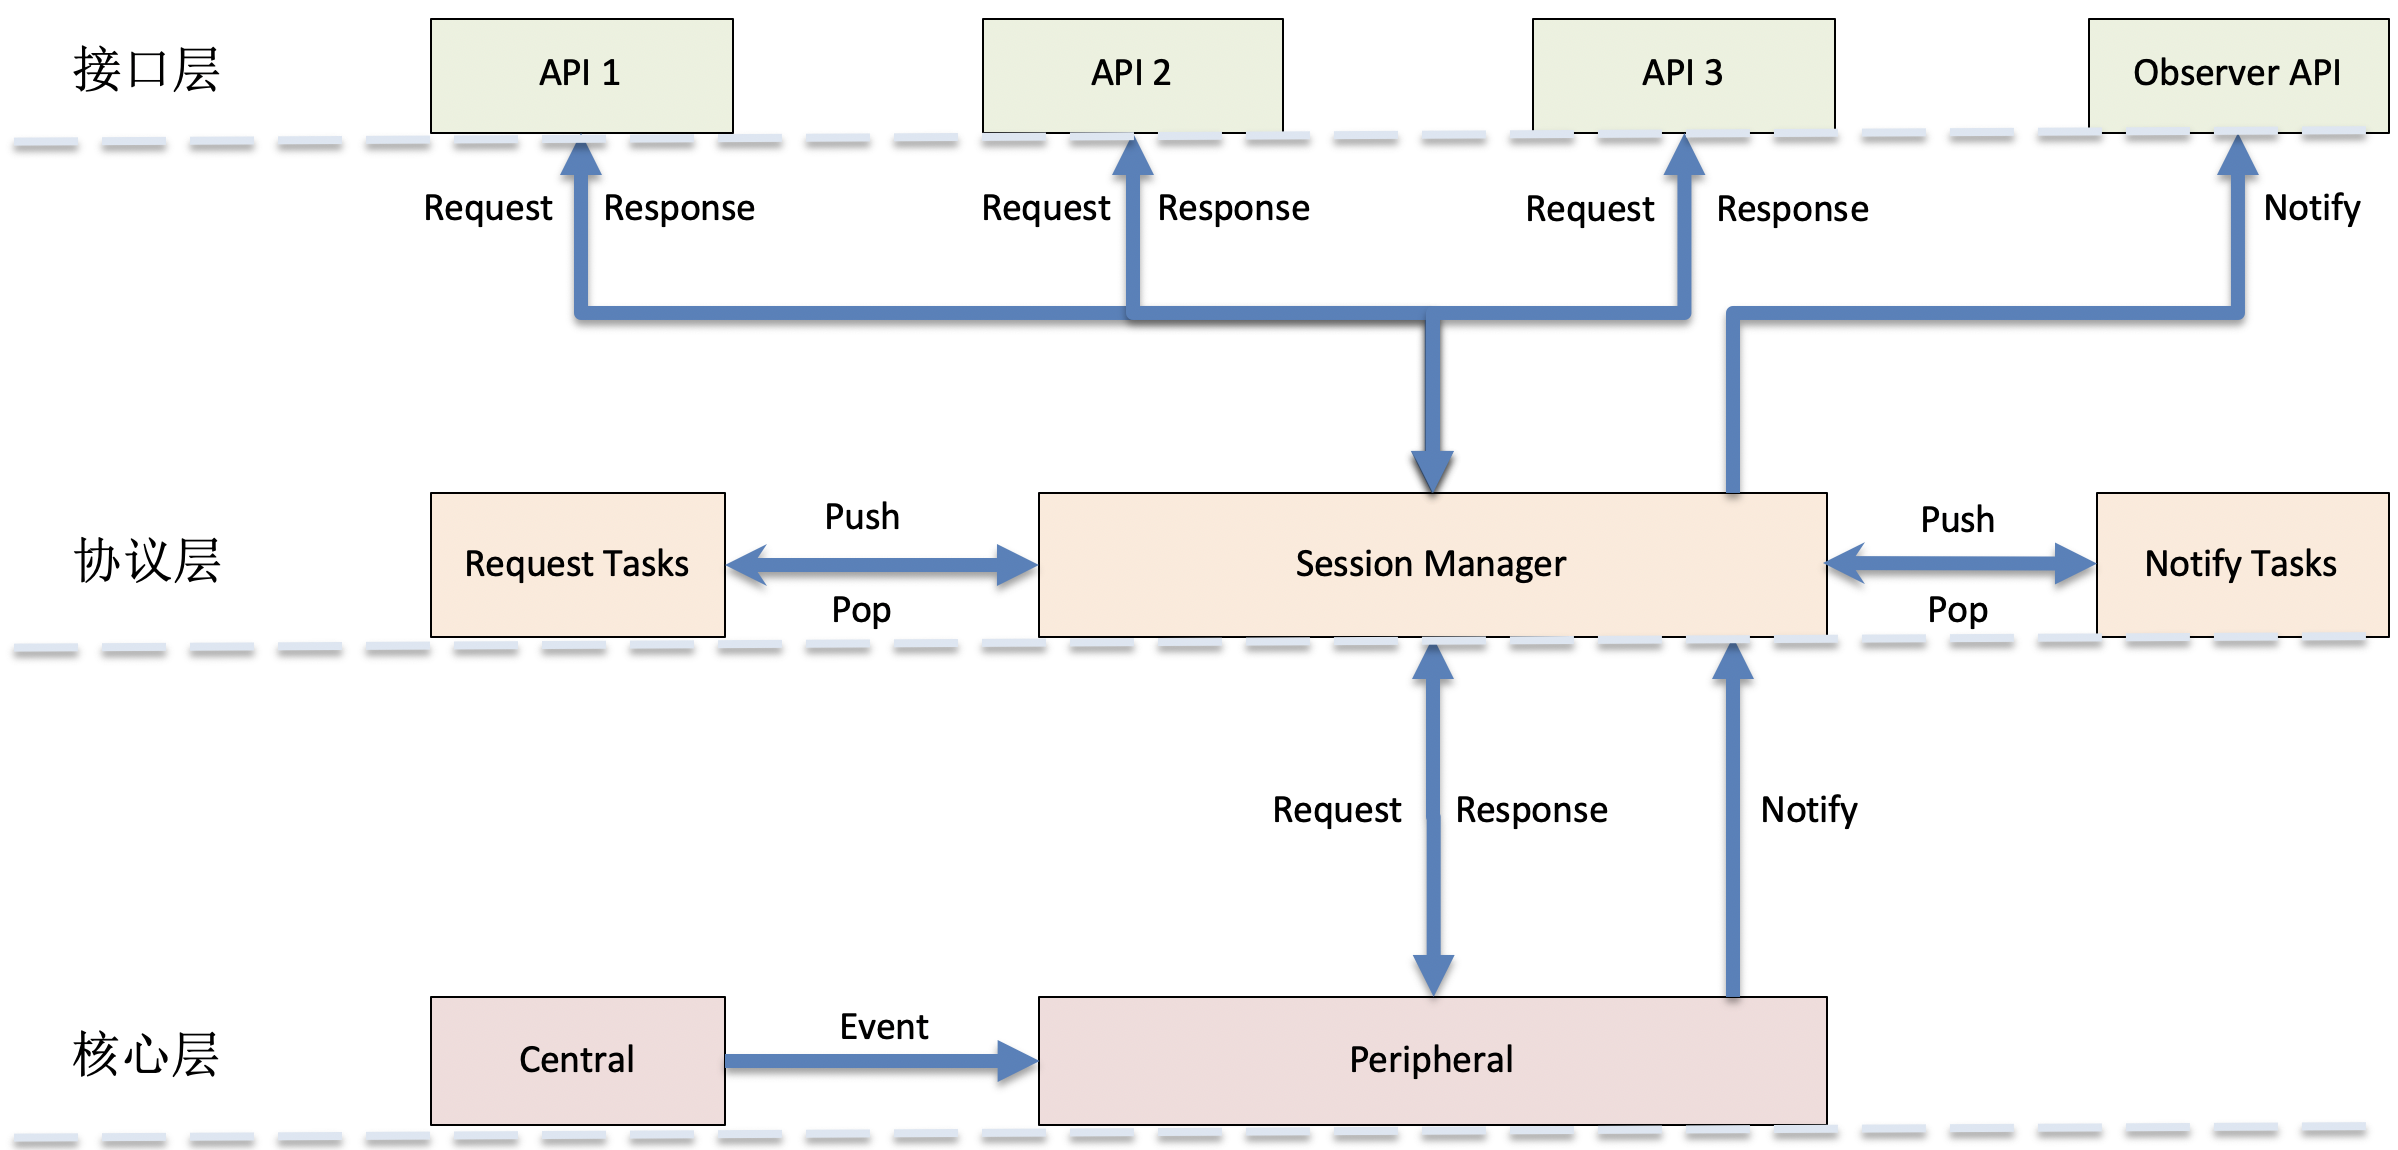 接口层
API 1
API 2
API 3
Observer API
Request
Response
Request
Response
Request
Response
Notify
协议层
Request Tasks
Push
Pop
Session Manager
Push
Pop
Notify Tasks
Request
Response
Notify
核心层
Central
Event
Peripheral